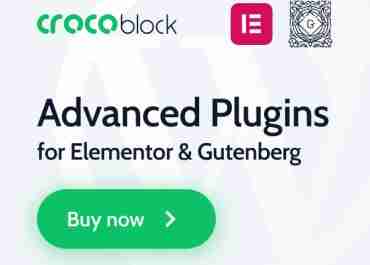 crocoblock
G
Advanced Plugins
for Elementor & Gutenberg
Buy now